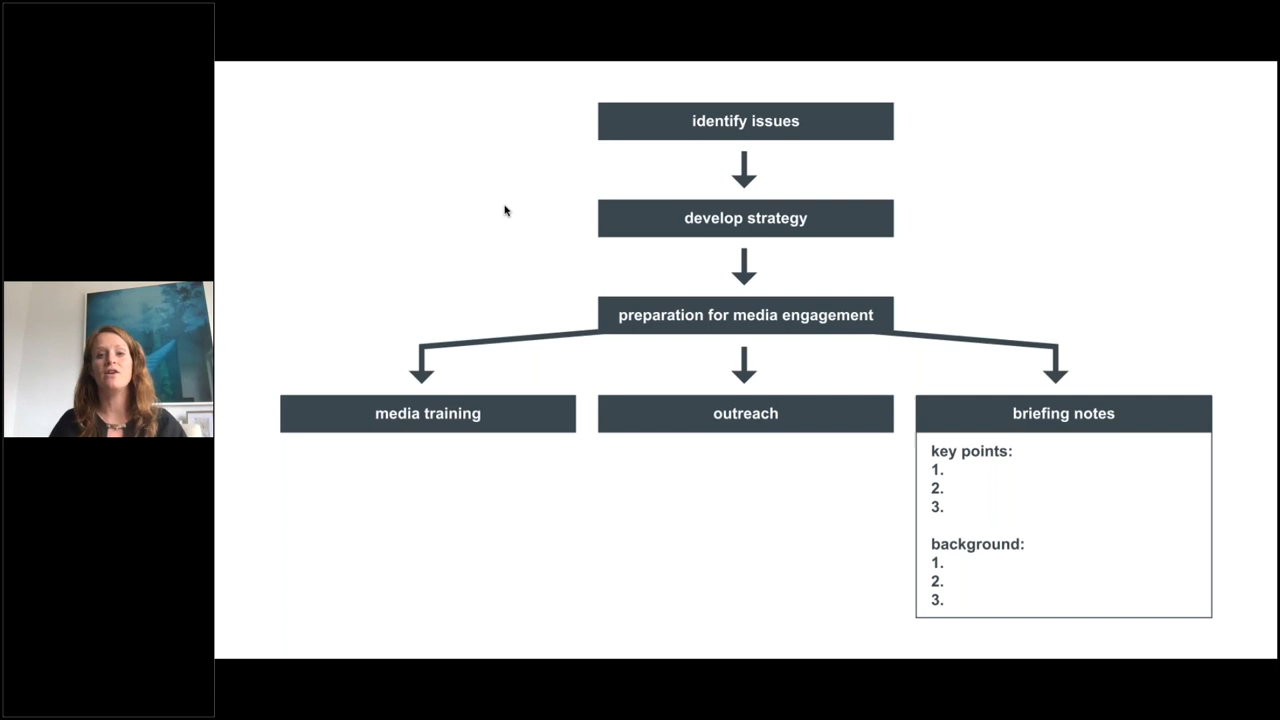 identify issues
develop strategy
preparation for media engagement
media training
outreach
briefing notes
key points:
1.
2.
3.
background:
1.
2.
3.